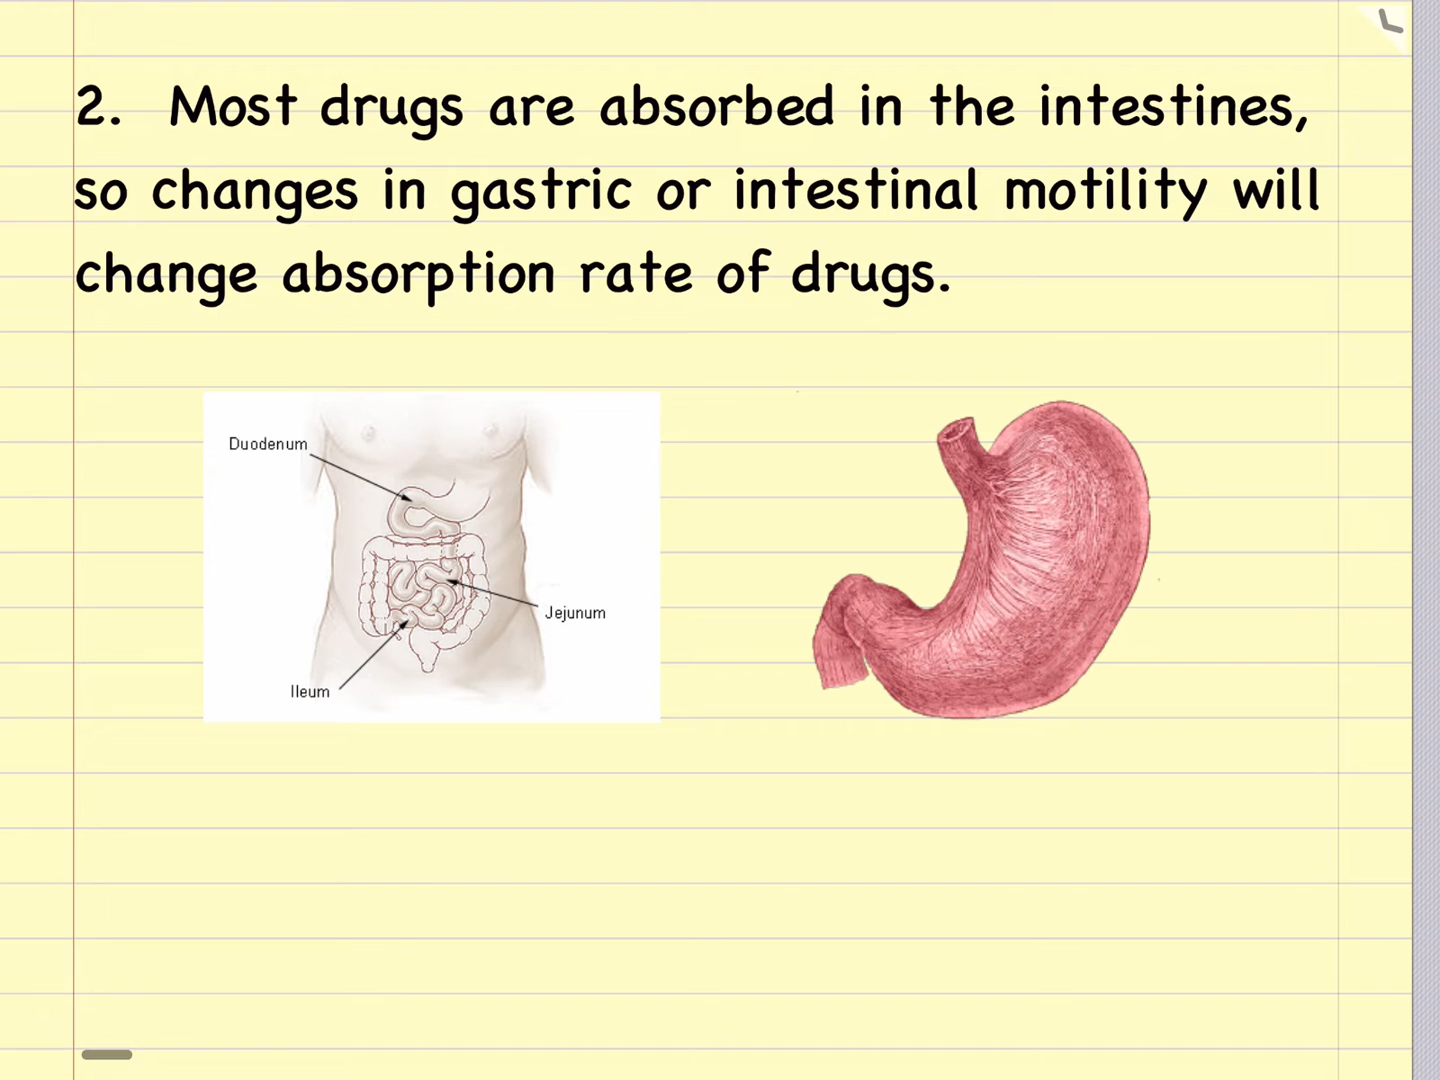 2. Most drugs are absorbed in the intestines,
so changes in gastric or intestinal motility will
change absorption rate of drugs.
Duodenum
Jejunum
Ileum